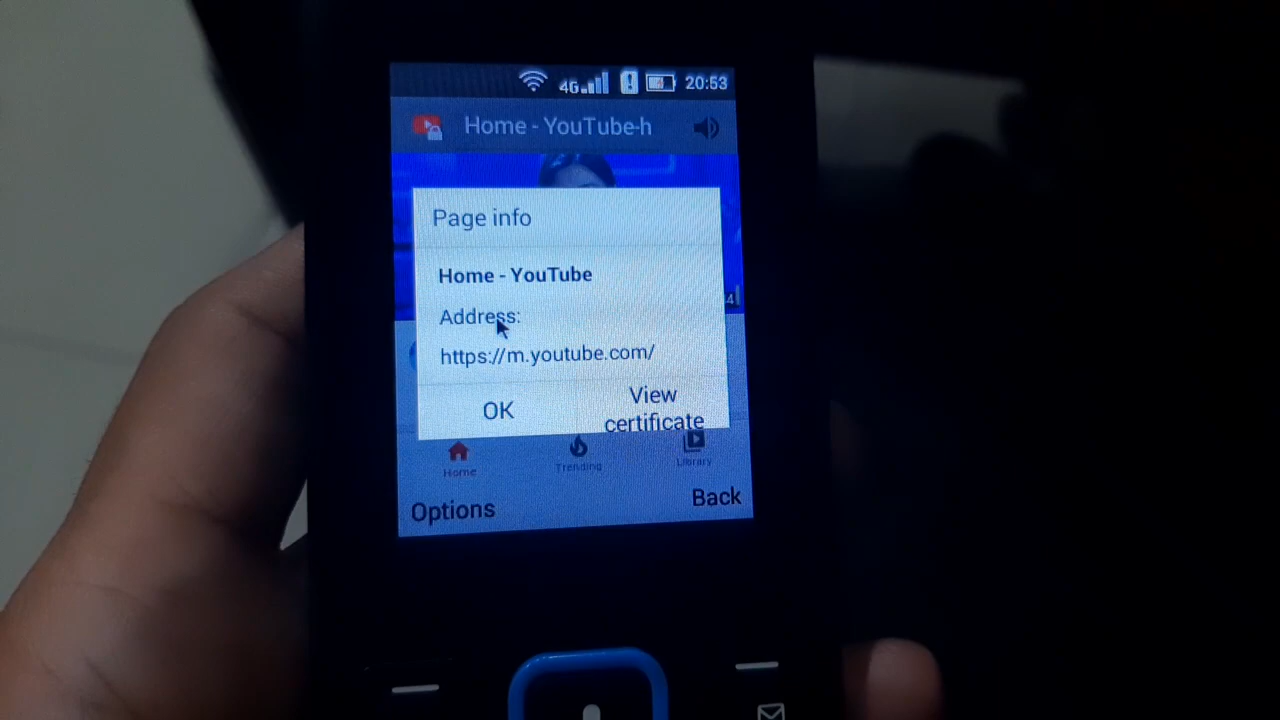 4G 20:53
Home - YouTube-h
Page info
Home - YouTube
Address:
https://m.youtube.com/
4
OK
View
certificate
Home Trending Library
Options Back